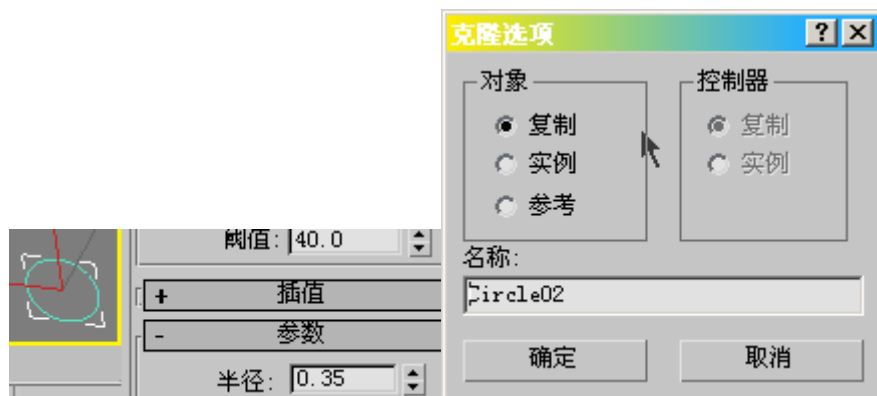 克隆选项
对象
控制器
复制
复制
实例
实例
参考
名称:
Circle02
确定
取消
阈值: 40.0
+ 插值
- 参数
半径: 0.35